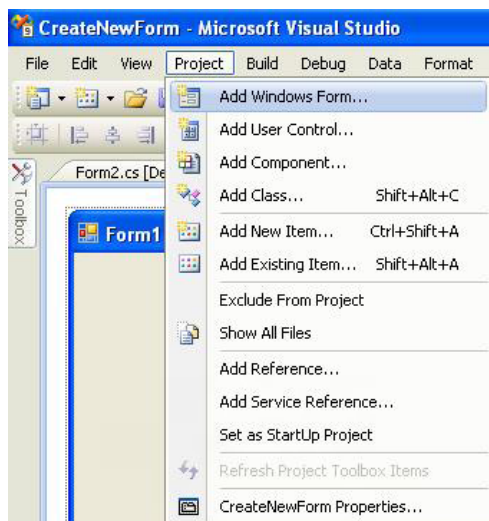 CreateNewForm - Microsoft Visual Studio
File Edit View Project Build Debug Data Format
Add Windows Form...
Add User Control...
Form2.cs [De
Add Component...
Add Class... Shift+Alt+C
Toolbox
Form1
Add New Item... Ctrl+Shift+A
Add Existing Item... Shift+Alt+A
Exclude From Project
Show All Files
Add Reference...
Add Service Reference...
Set as StartUp Project
Refresh Project Toolbox Items
CreateNewForm Properties...